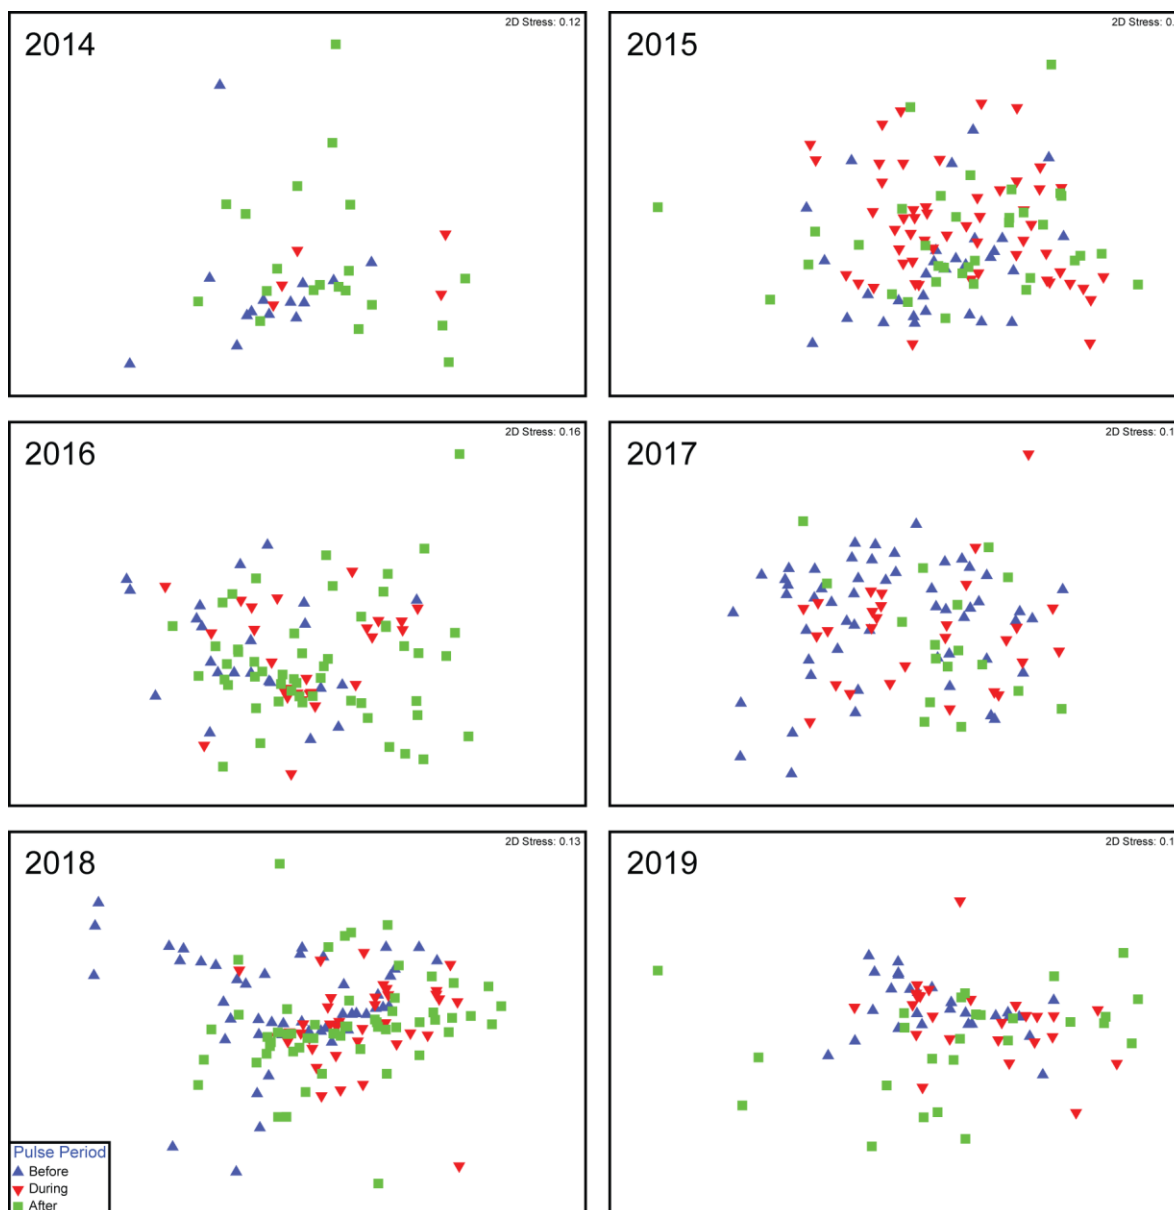 2014
2D Stress: 0.12
2015
2D Stress: 0.
2016
2D Stress: 0.16
2017
2D Stress: 0.1
2018
2D Stress: 0.13
2019
2D Stress: 0.1
Pulse Period
Before
During
After